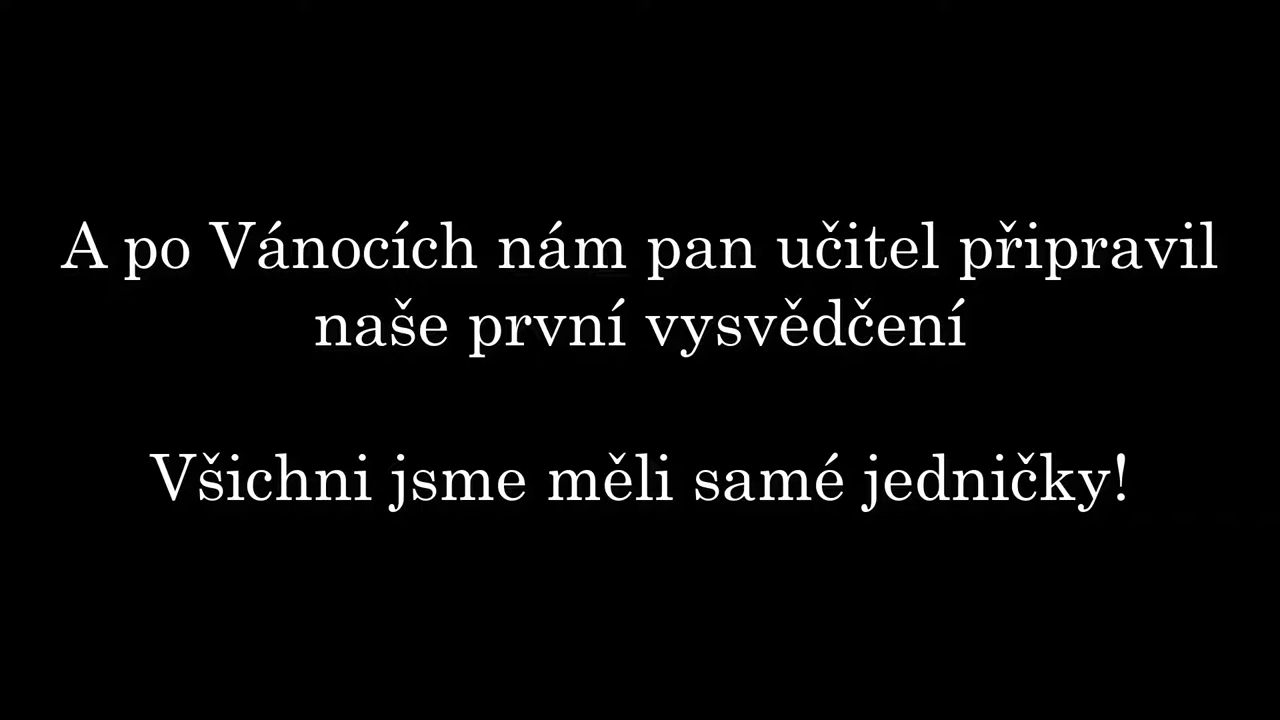 A po Vánocích nám pan učitel připravil
naše první vysvědčení
Všichni jsme měli samé jedničky!